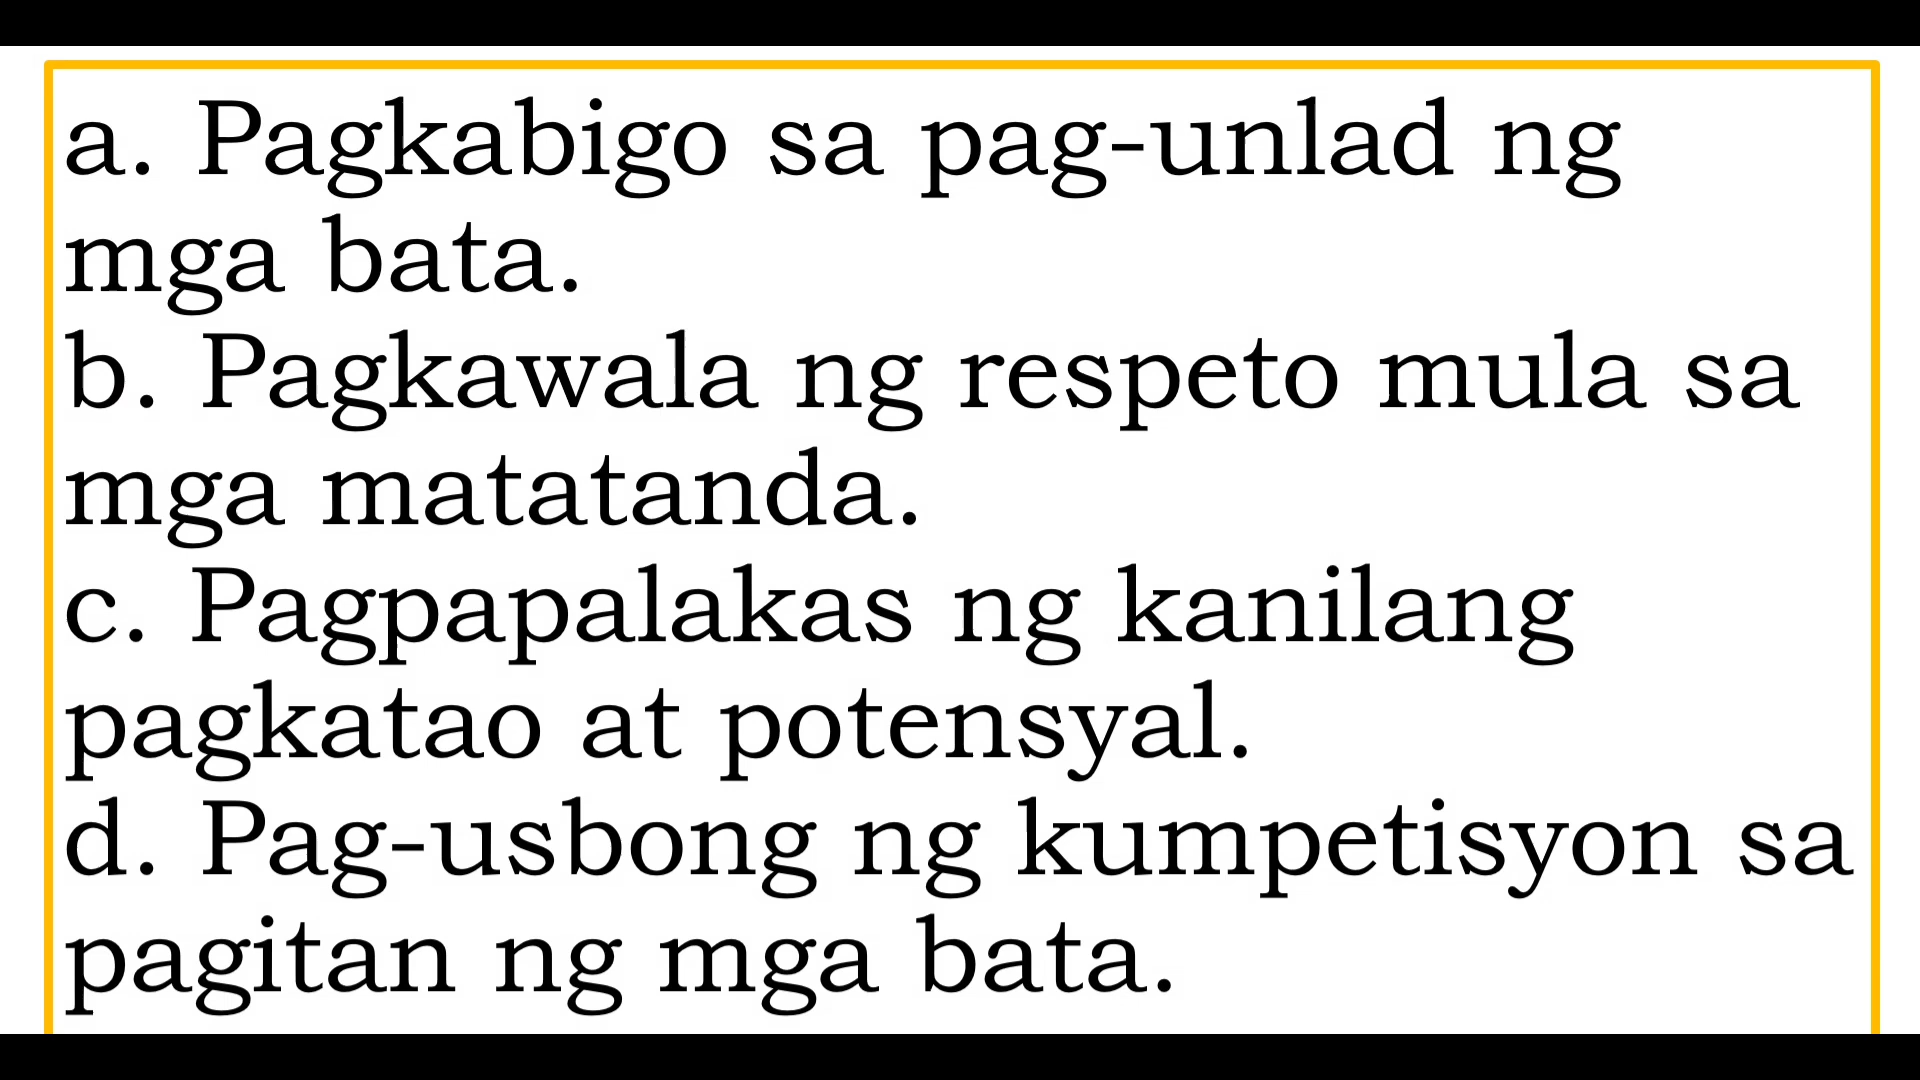 a. Pagkabigo sa pag-unlad ng
mga bata.
b. Pagkawala ng respeto mula sa
mga matatanda.
c. Pagpapalakas ng kanilang
pagkatao at potensyal.
d. Pag-usbong ng kumpetisyon sa
pagitan ng mga bata.